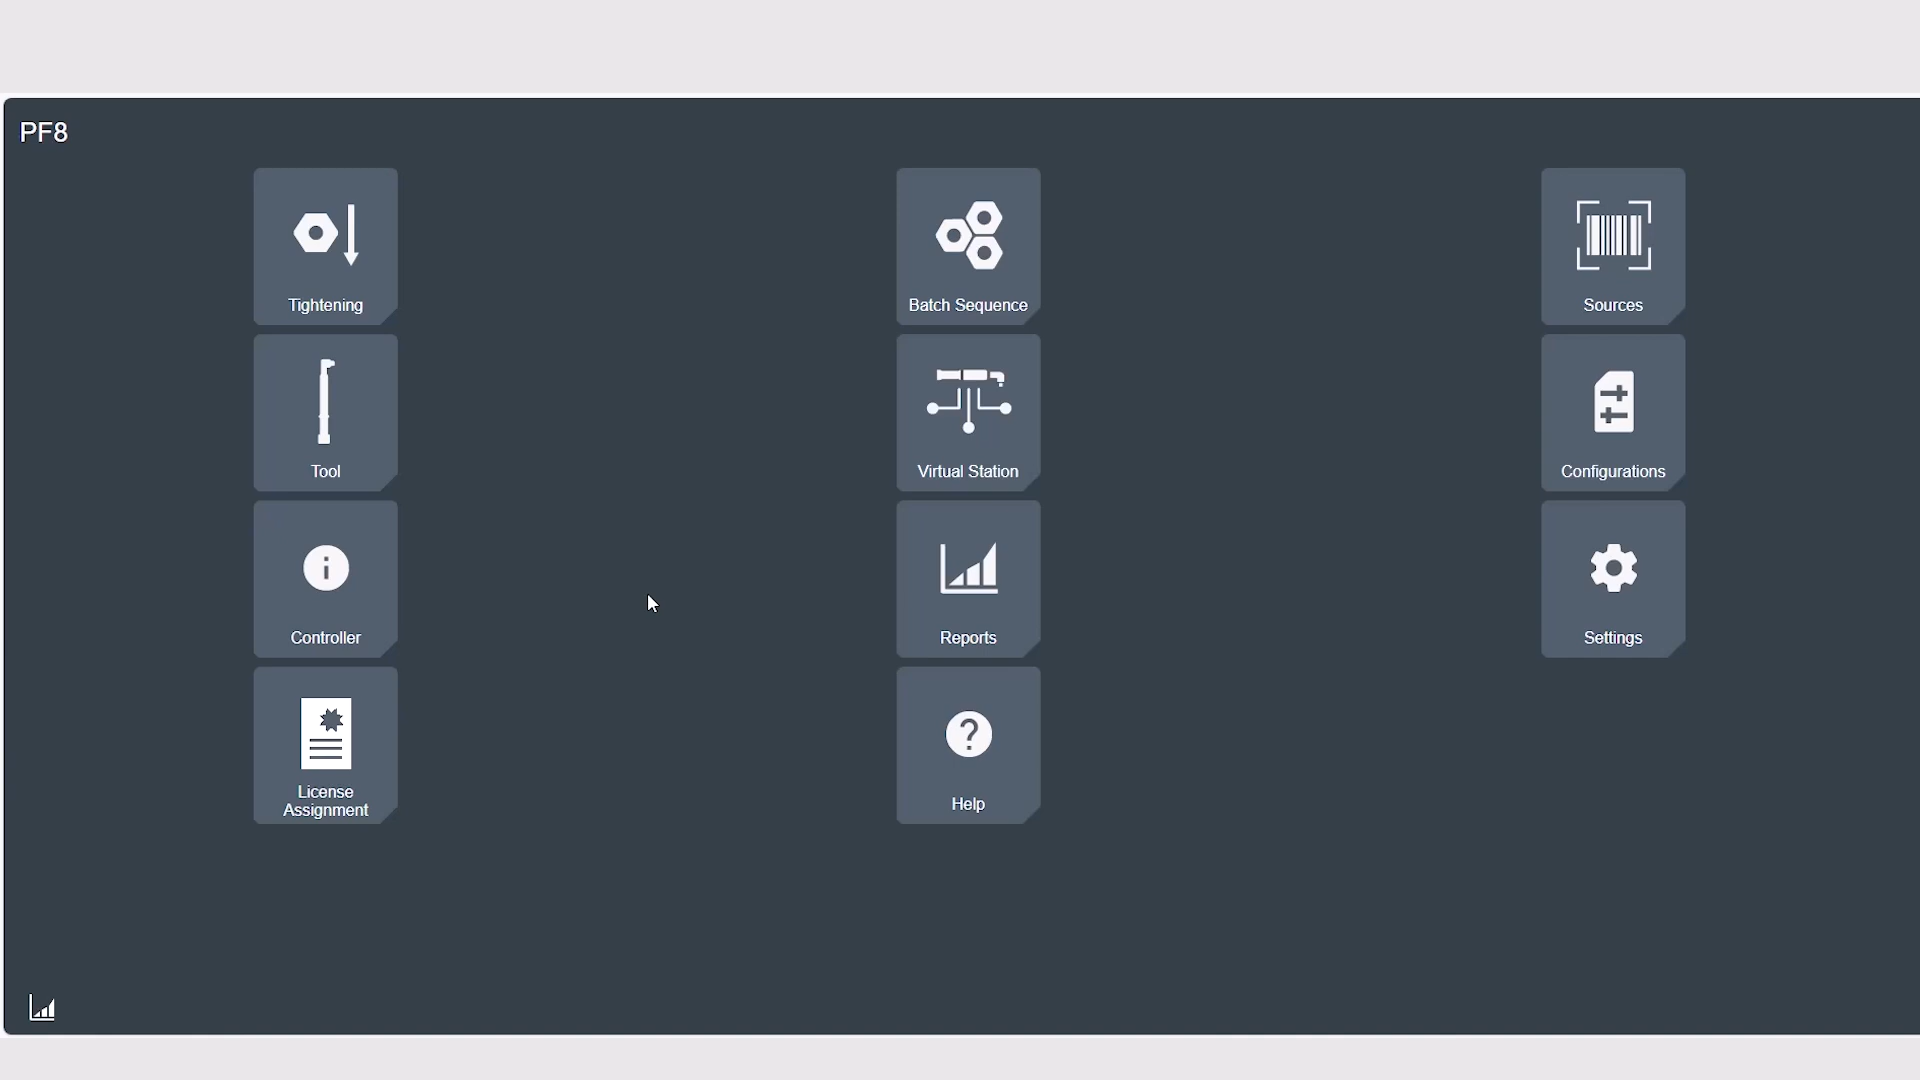 PF8
Tightening
Batch Sequence
Sources
Tool
Virtual Station
Configurations
Controller
Reports
Settings
License
Assignment
Help